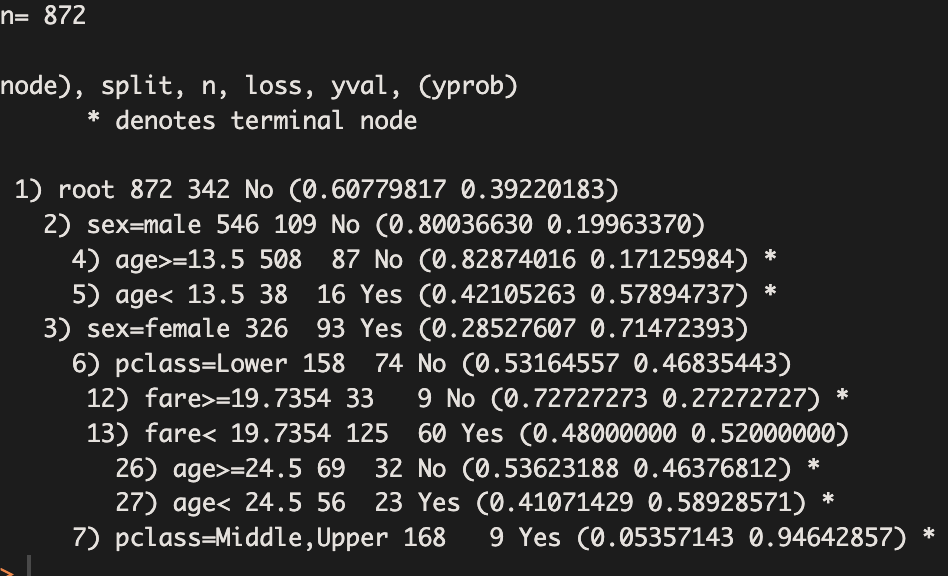 n= 872
node), split, n, loss, yval, (yprob)
      * denotes terminal node
 1) root 872 342 No (0.60779817 0.39220183)
   2) sex=male 546 109 No (0.80036630 0.19963370)
     4) age>=13.5 508  87 No (0.82874016 0.17125984) *
     5) age< 13.5 38  16 Yes (0.42105263 0.57894737) *
   3) sex=female 326  93 Yes (0.28527607 0.71472393)
     6) pclass=Lower 158  74 No (0.53164557 0.46835443)
      12) fare>=19.7354 33   9 No (0.72727273 0.27272727) *
      13) fare< 19.7354 125  60 Yes (0.48000000 0.52000000)
        26) age>=24.5 69  32 No (0.53623188 0.46376812) *
        27) age< 24.5 56  23 Yes (0.41071429 0.58928571) *
     7) pclass=Middle,Upper 168   9 Yes (0.05357143 0.94642857) *
>